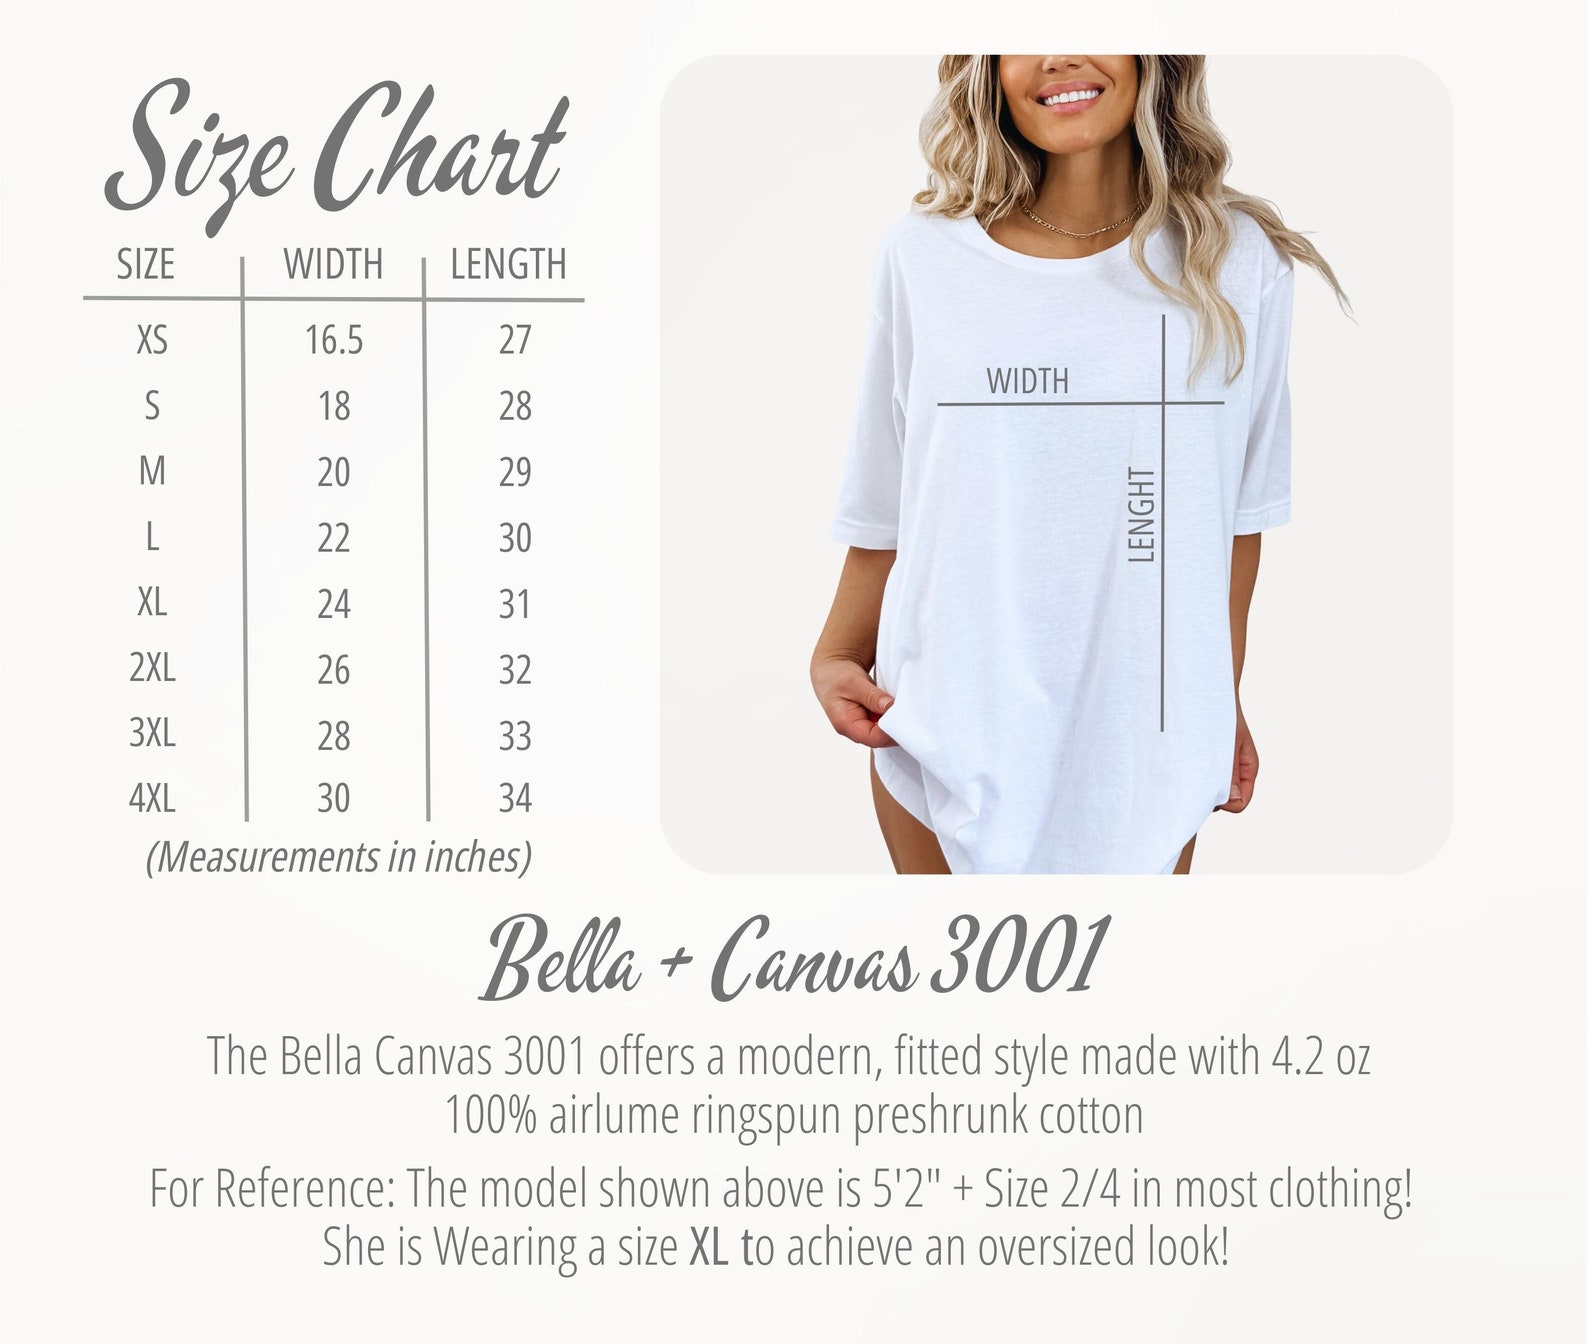 Size Chart
SIZE WIDTH LENGTH
XS 16.5 27
S 18 28
M 20 29
L 22 30
XL 24 31
2XL 26 32
3XL 28 33
4XL 30 34
(Measurements in inches)
WIDTH
LENGHT
Bella + Canvas 3001
The Bella Canvas 3001 offers a modern, fitted style made with 4.2 oz
100% airlume ringspun preshrunk cotton
For Reference: The model shown above is 5'2" + Size 2/4 in most clothing!
She is Wearing a size XL to achieve an oversized look!